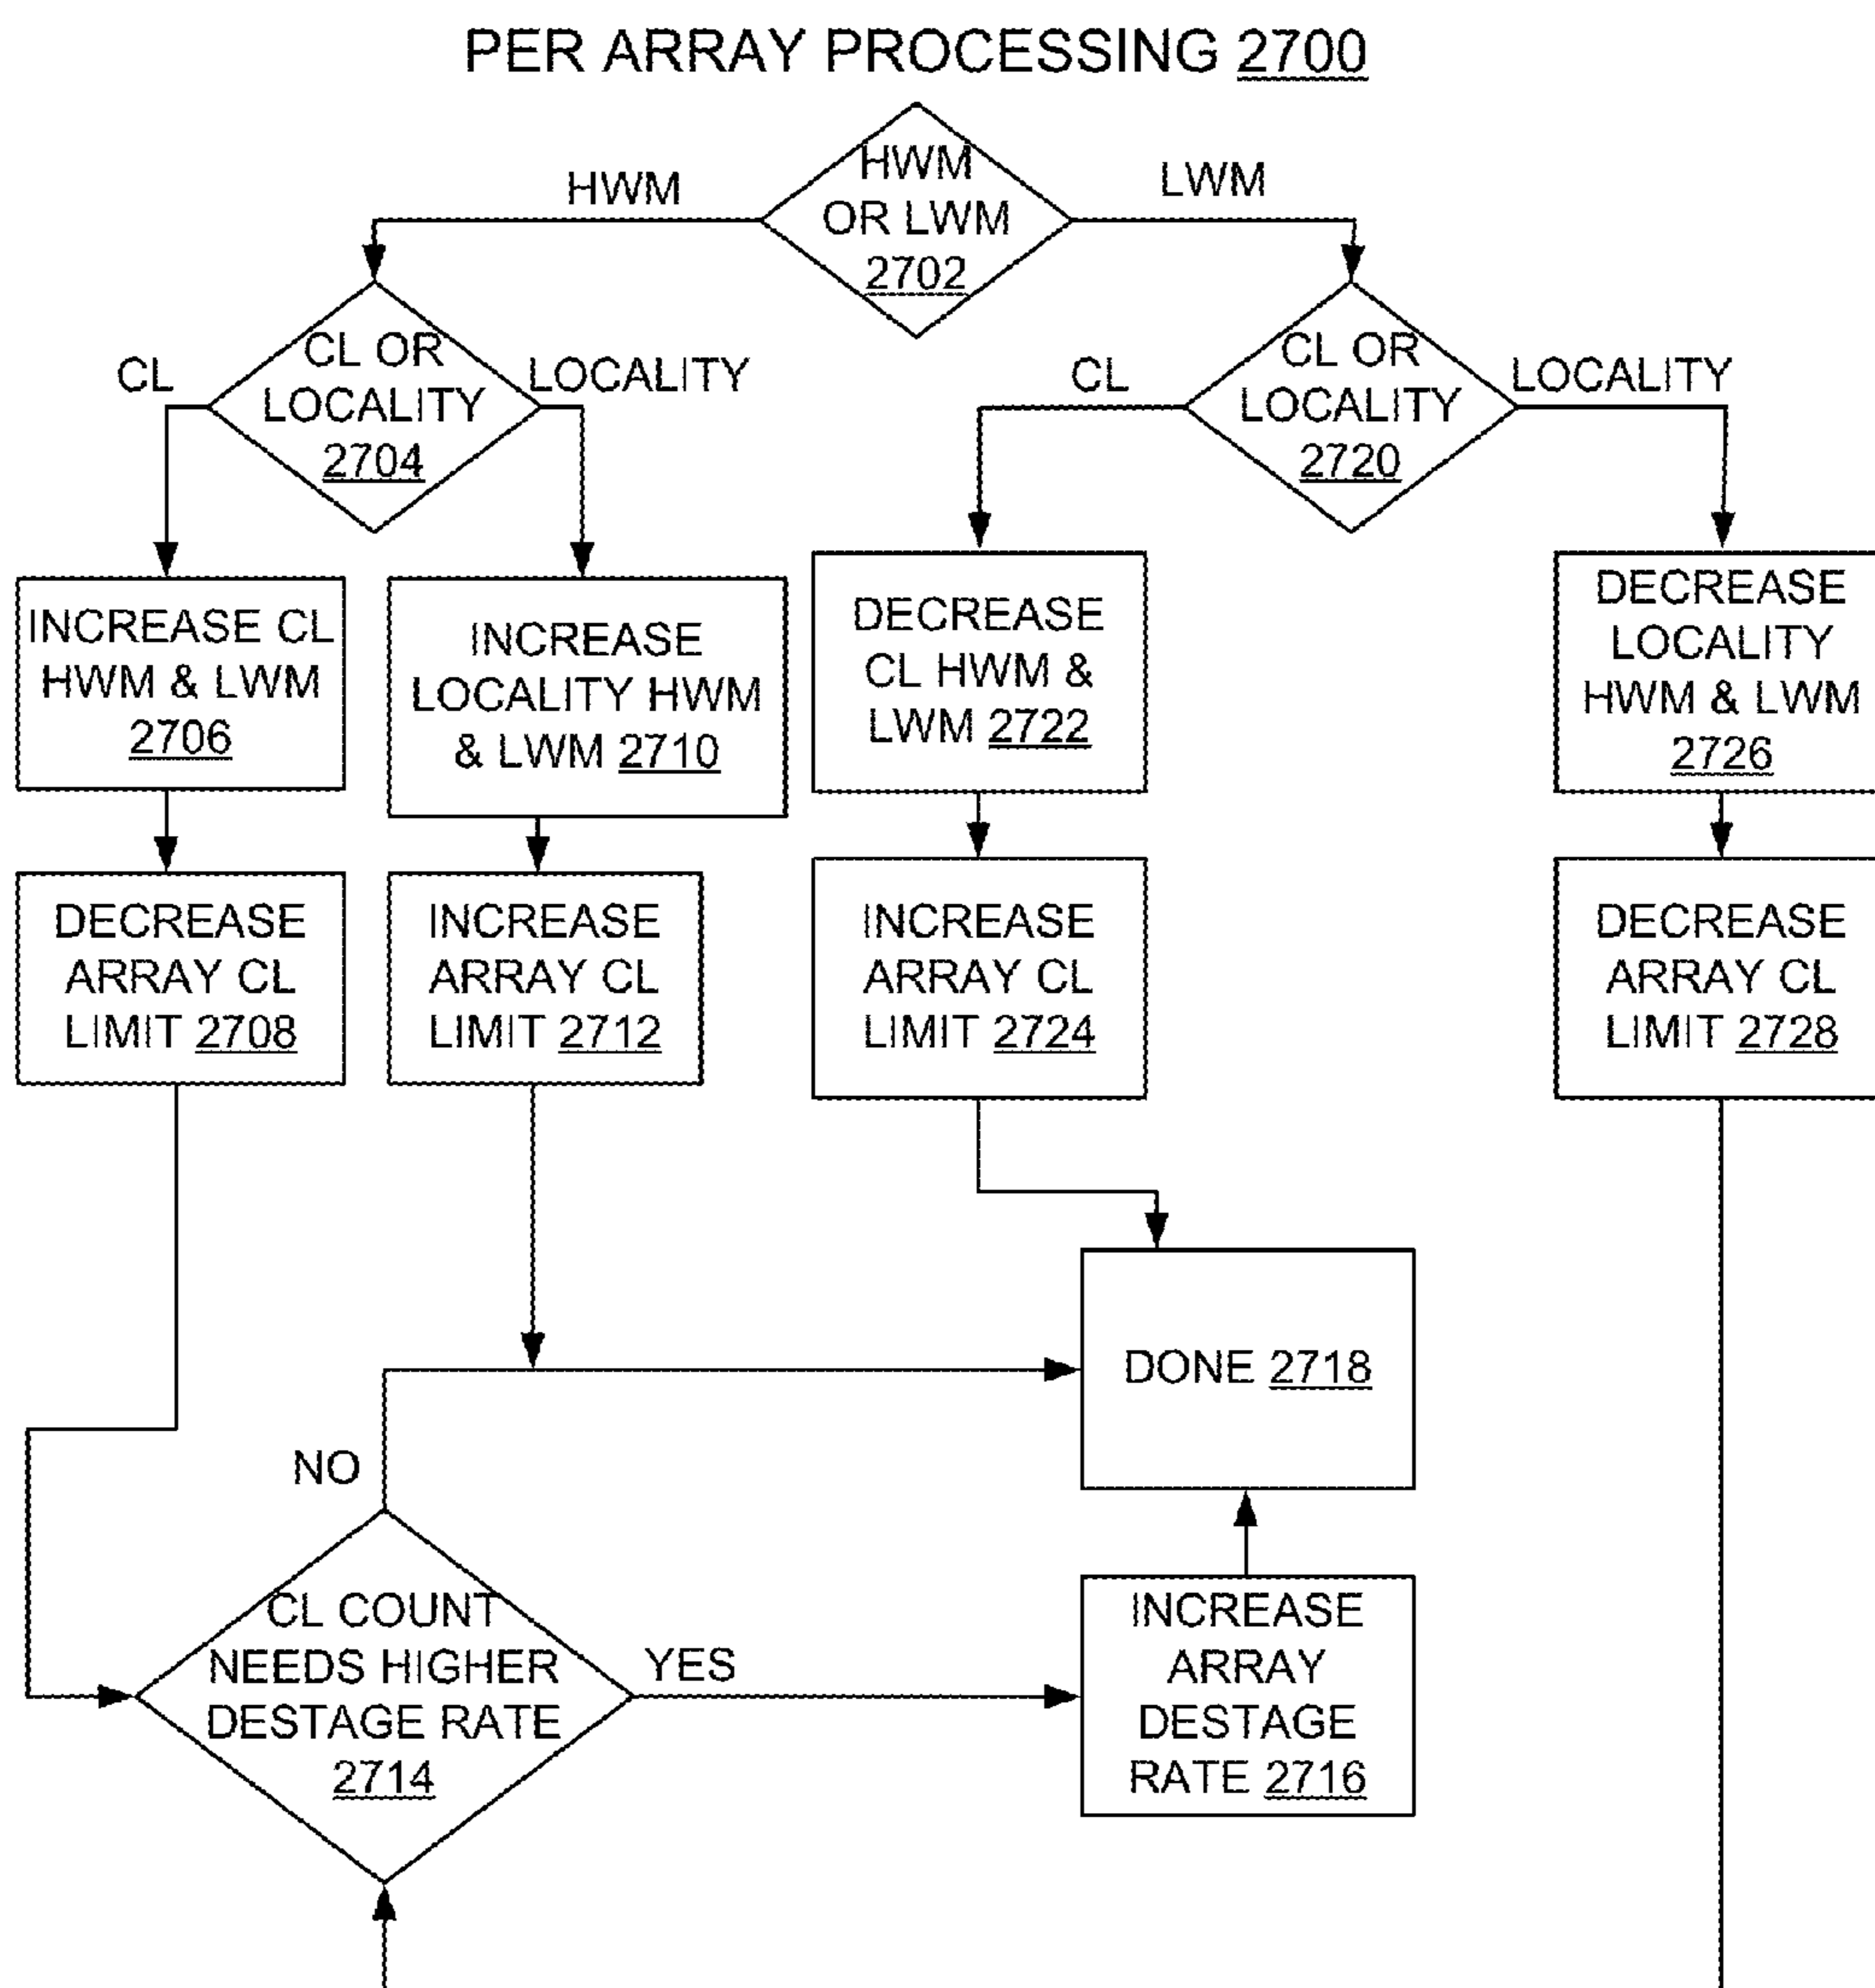 PER ARRAY PROCESSING 2700
HWM
OR LWM
2702
HWM
LWM
CL OR
LOCALITY
2704
CL
LOCALITY
CL OR
LOCALITY
2720
CL
LOCALITY
INCREASE CL
HWM & LWM
2706
INCREASE
LOCALITY HWM
& LWM 2710
DECREASE
CL HWM &
LWM 2722
DECREASE
LOCALITY
HWM & LWM
2726
DECREASE
ARRAY CL
LIMIT 2708
INCREASE
ARRAY CL
LIMIT 2712
INCREASE
ARRAY CL
LIMIT 2724
DECREASE
ARRAY CL
LIMIT 2728
DONE 2718
NO
CL COUNT
NEEDS HIGHER
DESTAGE RATE
2714
YES
INCREASE
ARRAY
DESTAGE
RATE 2716